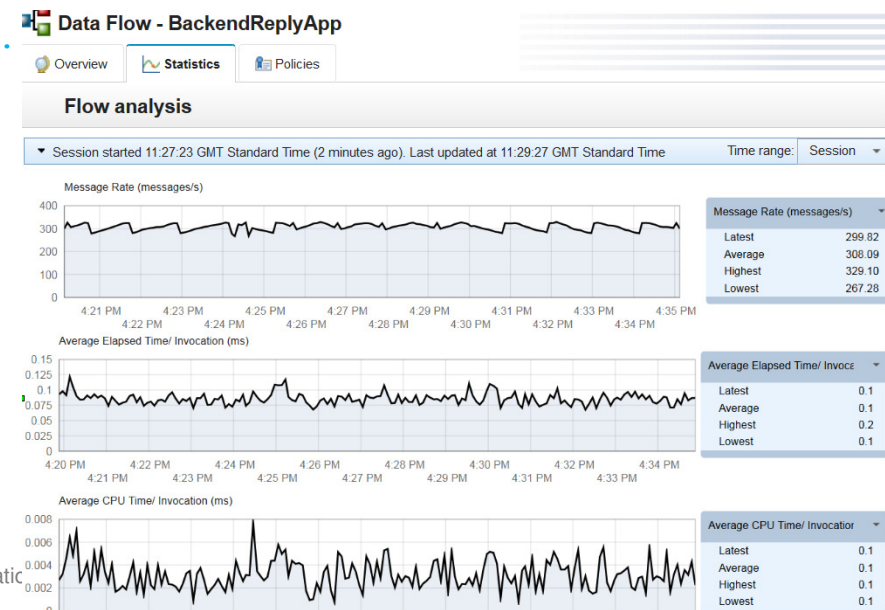 Data Flow - BackendReplyApp
Overview
Statistics
Policies
Flow analysis
Session started 11:27:23 GMT Standard Time (2 minutes ago). Last updated at 11:29:27 GMT Standard Time
Time range: Session
Message Rate (messages/s)
400
300
200
100
0
4:21 PM 4:23 PM 4:25 PM 4:27 PM 4:29 PM 4:31 PM 4:33 PM 4:35 PM
4:22 PM 4:24 PM 4:26 PM 4:28 PM 4:30 PM 4:32 PM 4:34 PM
Message Rate (messages/s)
Latest 299.82
Average 308.09
Highest 329.10
Lowest 267.28
Average Elapsed Time/ Invocation (ms)
0.15
0.125
0.1
0.075
0.05
0.025
0
4:20 PM 4:22 PM 4:24 PM 4:26 PM 4:28 PM 4:30 PM 4:32 PM 4:34 PM
4:21 PM 4:23 PM 4:25 PM 4:27 PM 4:29 PM 4:31 PM 4:33 PM
Average Elapsed Time/ Invoca
Latest 0.1
Average 0.1
Highest 0.2
Lowest 0.1
Average CPU Time/ Invocation (ms)
0.008
0.006
0.004
0.002
0
Average CPU Time/ Invocation
Latest 0.1
Average 0.1
Highest 0.1
Lowest 0.1